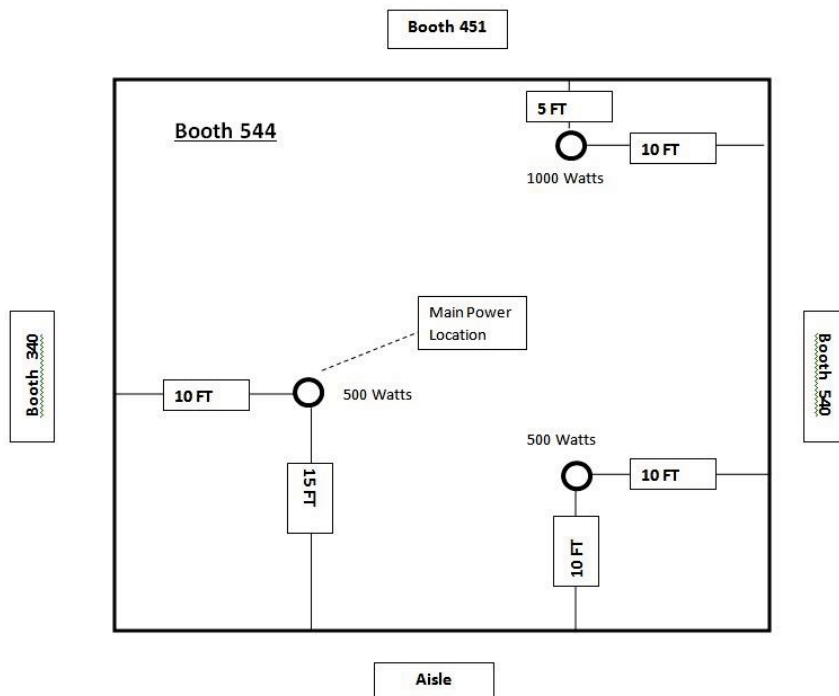 Booth 451
Booth 544
5 FT
10 FT
1000 Watts
Main Power
Location
Booth 340
Booth 540
10 FT
500 Watts
500 Watts
15 FT
10 FT
10 FT
Aisle